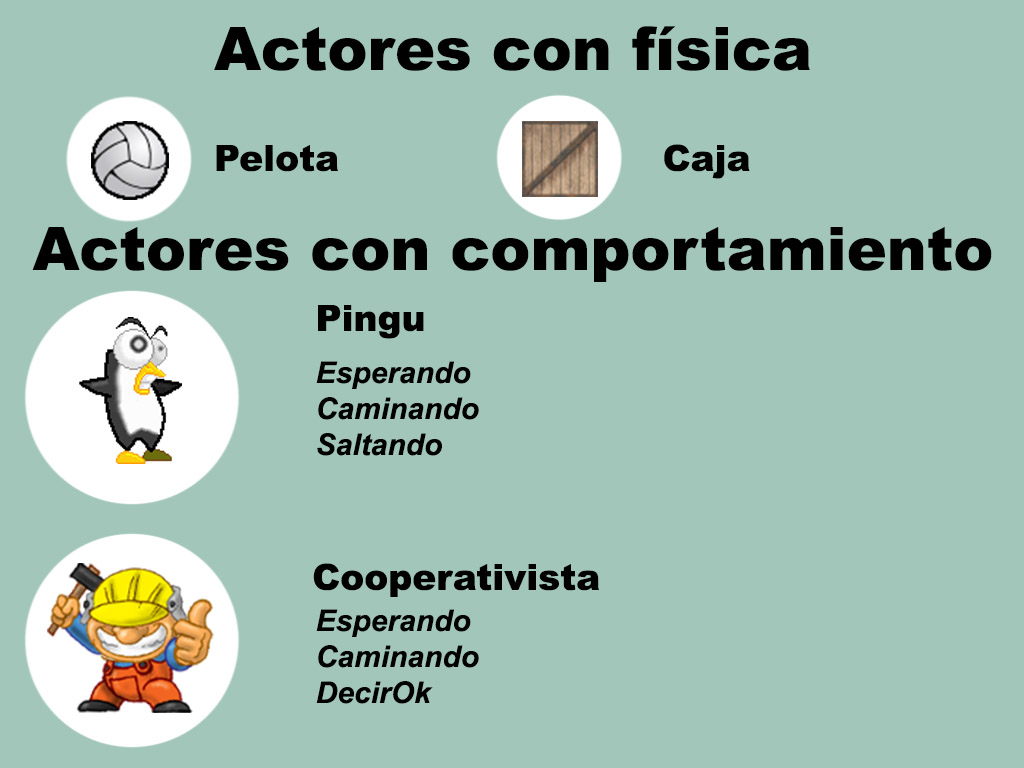 Actores con física
Pelota
Caja
Actores con comportamiento
Pingu
Esperando
Caminando
Saltando
Cooperativista
Esperando
Caminando
DecirOk